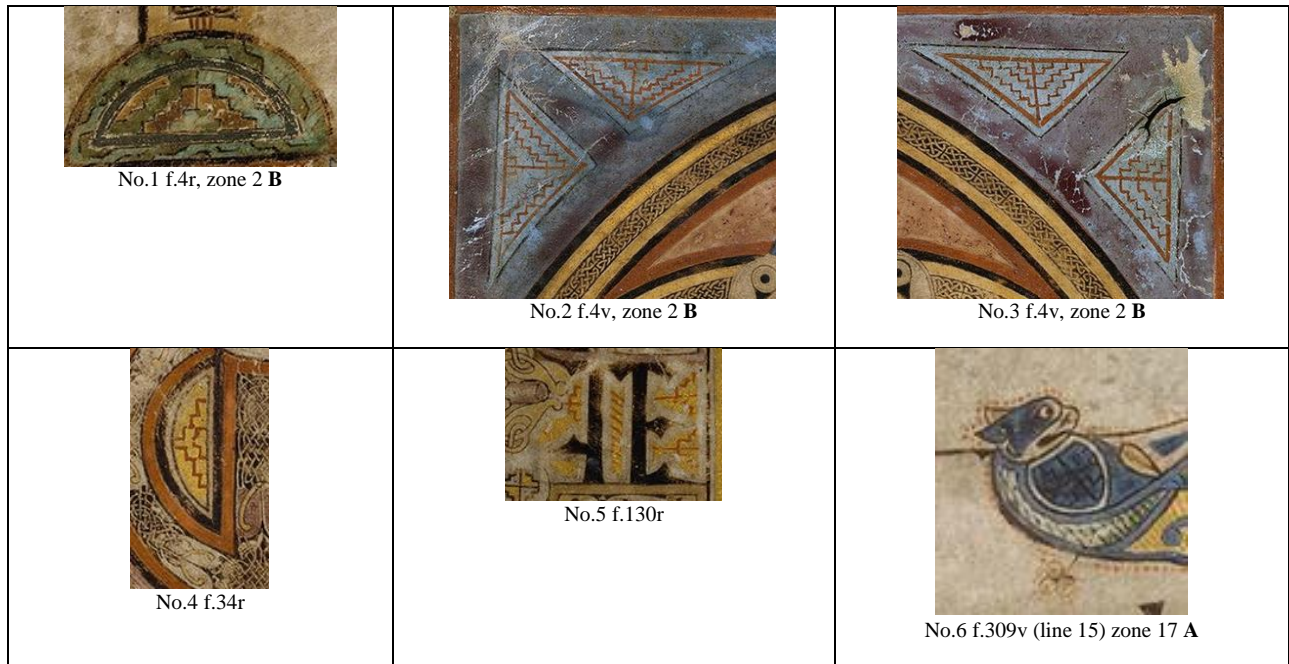 No.1 f.4r, zone 2 B
No.2 f.4v, zone 2 B
No.3 f.4v, zone 2 B
No.4 f.34r
No.5 f.130r
No.6 f.309v (line 15) zone 17 A